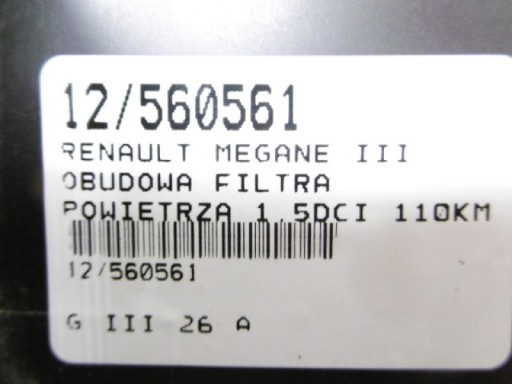 12/560561
RENAULT MEGANE III
OBUDOWA FILTRA
POWIETRZA 1.5DCI 110KM
12/560561
G III 26 A